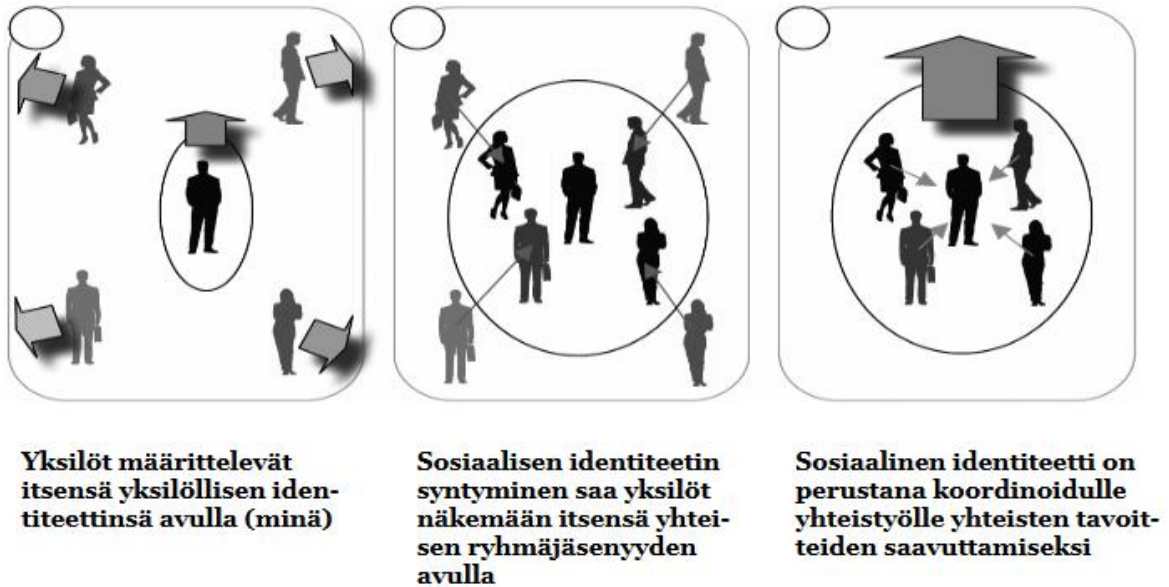 Yksilöt määrittelevät
itsensä yksilöllisen iden-
titeettinsä avulla (minä)
Sosiaalisen identiteetin
syntyminen saa yksilöt
näkemään itsensä yhtei-
sen ryhmäjäsenyyden
avulla
Sosiaalinen identiteetti on
perustana koordinoidulle
yhteistyölle yhteisten tavoit-
teiden saavuttamiseksi